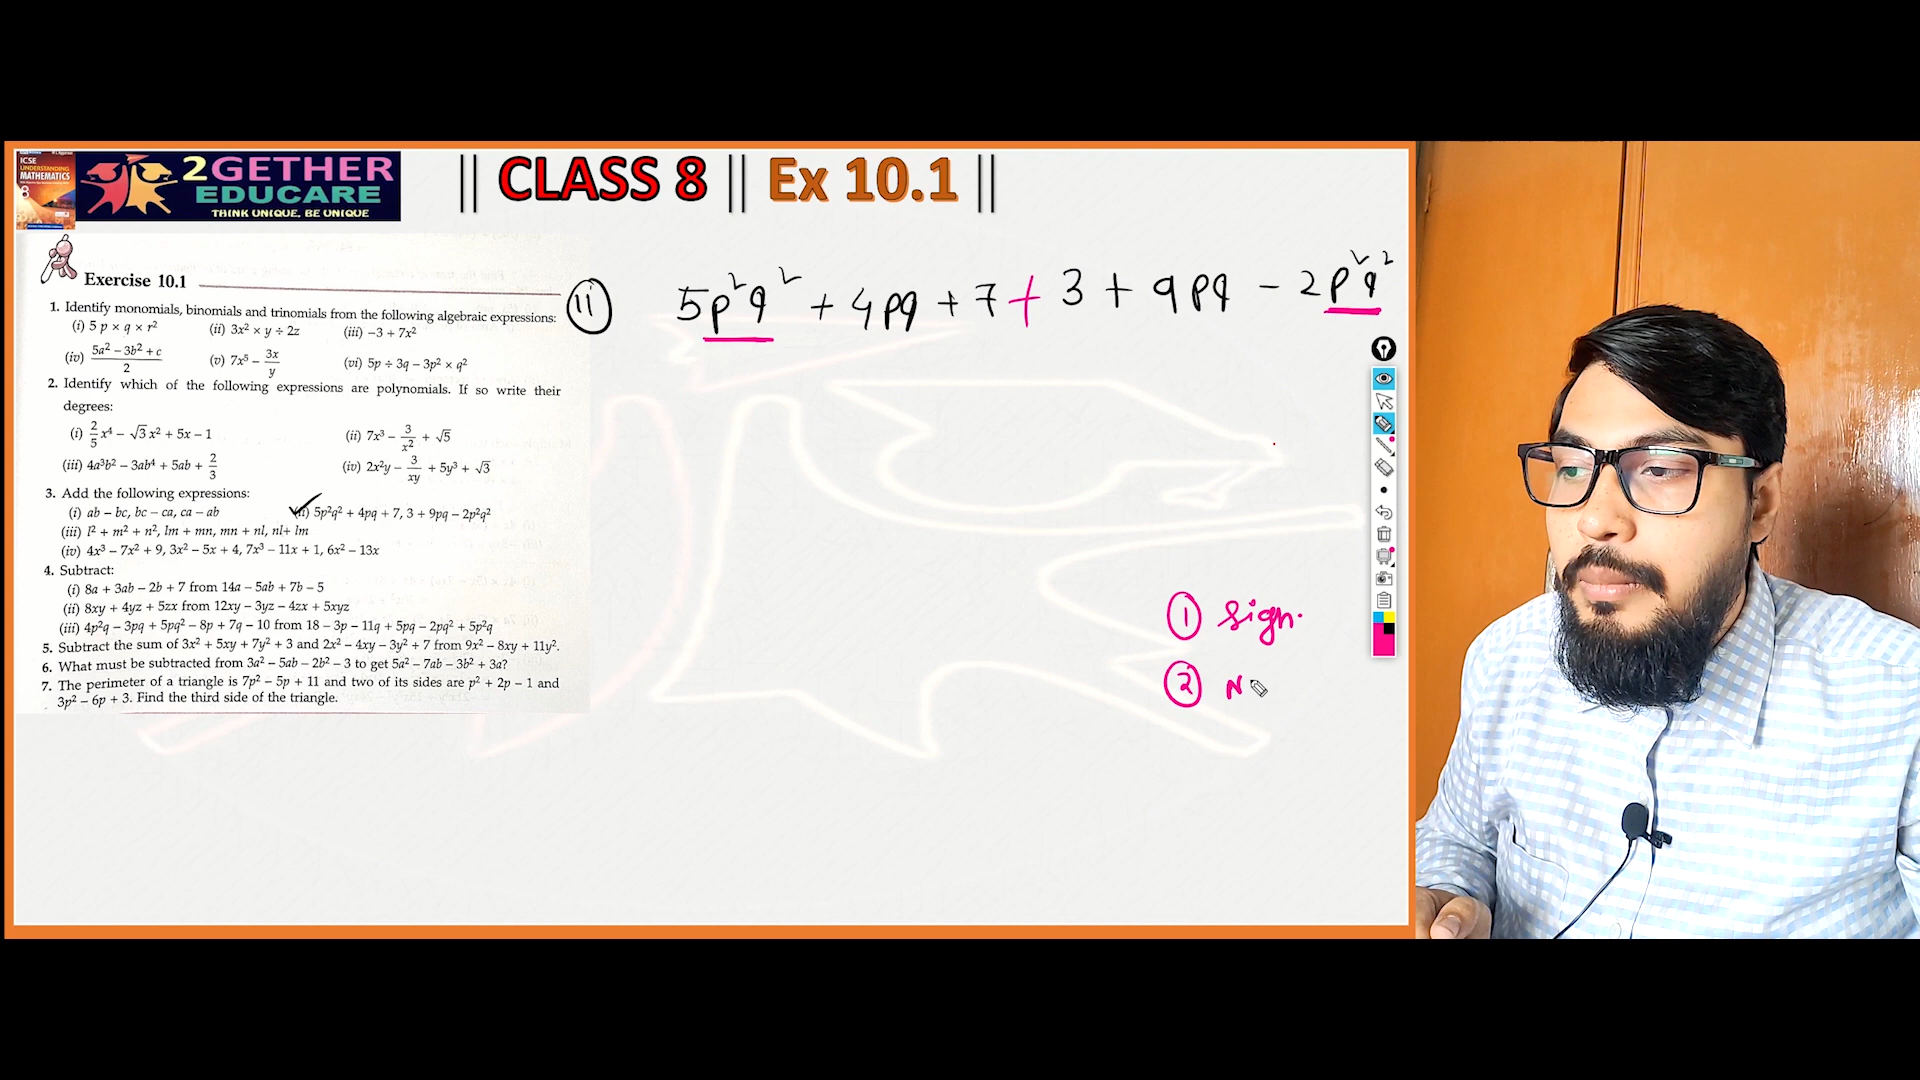 ICSE
UNDERSTANDING
MATHEMATICS
8
2GETHER
EDUCARE
THINK UNIQUE. BE UNIQUE
|| CLASS 8 || Ex 10.1 ||
Exercise 10.1
1. Identify monomials, binomials and trinomials from the following algebraic expressions:
(i) 5 p × q × r² (ii) 3x² × y ÷ 2z (iii) −3 + 7x²
(iv) (5a² − 3b² + c)/2 (v) 7x⁵ − 3x/y (vi) 5p ÷ 3q − 3p² × q²
2. Identify which of the following expressions are polynomials. If so write their
degrees:
(i) 2/5 x⁴ − √3 x² + 5x − 1 (ii) 7x³ − 3/x² + √5
(iii) 4a³b² − 3ab⁴ + 5ab + 2/3 (iv) 2x²y − 3/xy + 5y³ + √3
3. Add the following expressions:
(i) ab − bc, bc − ca, ca − ab (ii) 5p²q² + 4pq + 7, 3 + 9pq − 2p²q²
(iii) l² + m² + n², lm + mn, mn + nl, nl + lm
(iv) 4x³ − 7x² + 9, 3x² − 5x + 4, 7x³ − 11x + 1, 6x² − 13x
4. Subtract:
(i) 8a + 3ab − 2b + 7 from 14a − 5ab + 7b − 5
(ii) 8xy + 4yz + 5zx from 12xy − 3yz − 4zx + 5xyz
(iii) 4p²q − 3pq + 5pq² − 8p + 7q − 10 from 18 − 3p − 11q + 5pq − 2pq² + 5p²q
5. Subtract the sum of 3x² + 5xy + 7y² + 3 and 2x² − 4xy − 3y² + 7 from 9x² − 8xy + 11y².
6. What must be subtracted from 3a² − 5ab − 2b² − 3 to get 5a² − 7ab − 3b² + 3a?
7. The perimeter of a triangle is 7p² − 5p + 11 and two of its sides are p² + 2p − 1 and
3p² − 6p + 3. Find the third side of the triangle.
(ii) 5p²q² + 4pq + 7 + 3 + 9pq − 2p²q²
① Sign.
② N